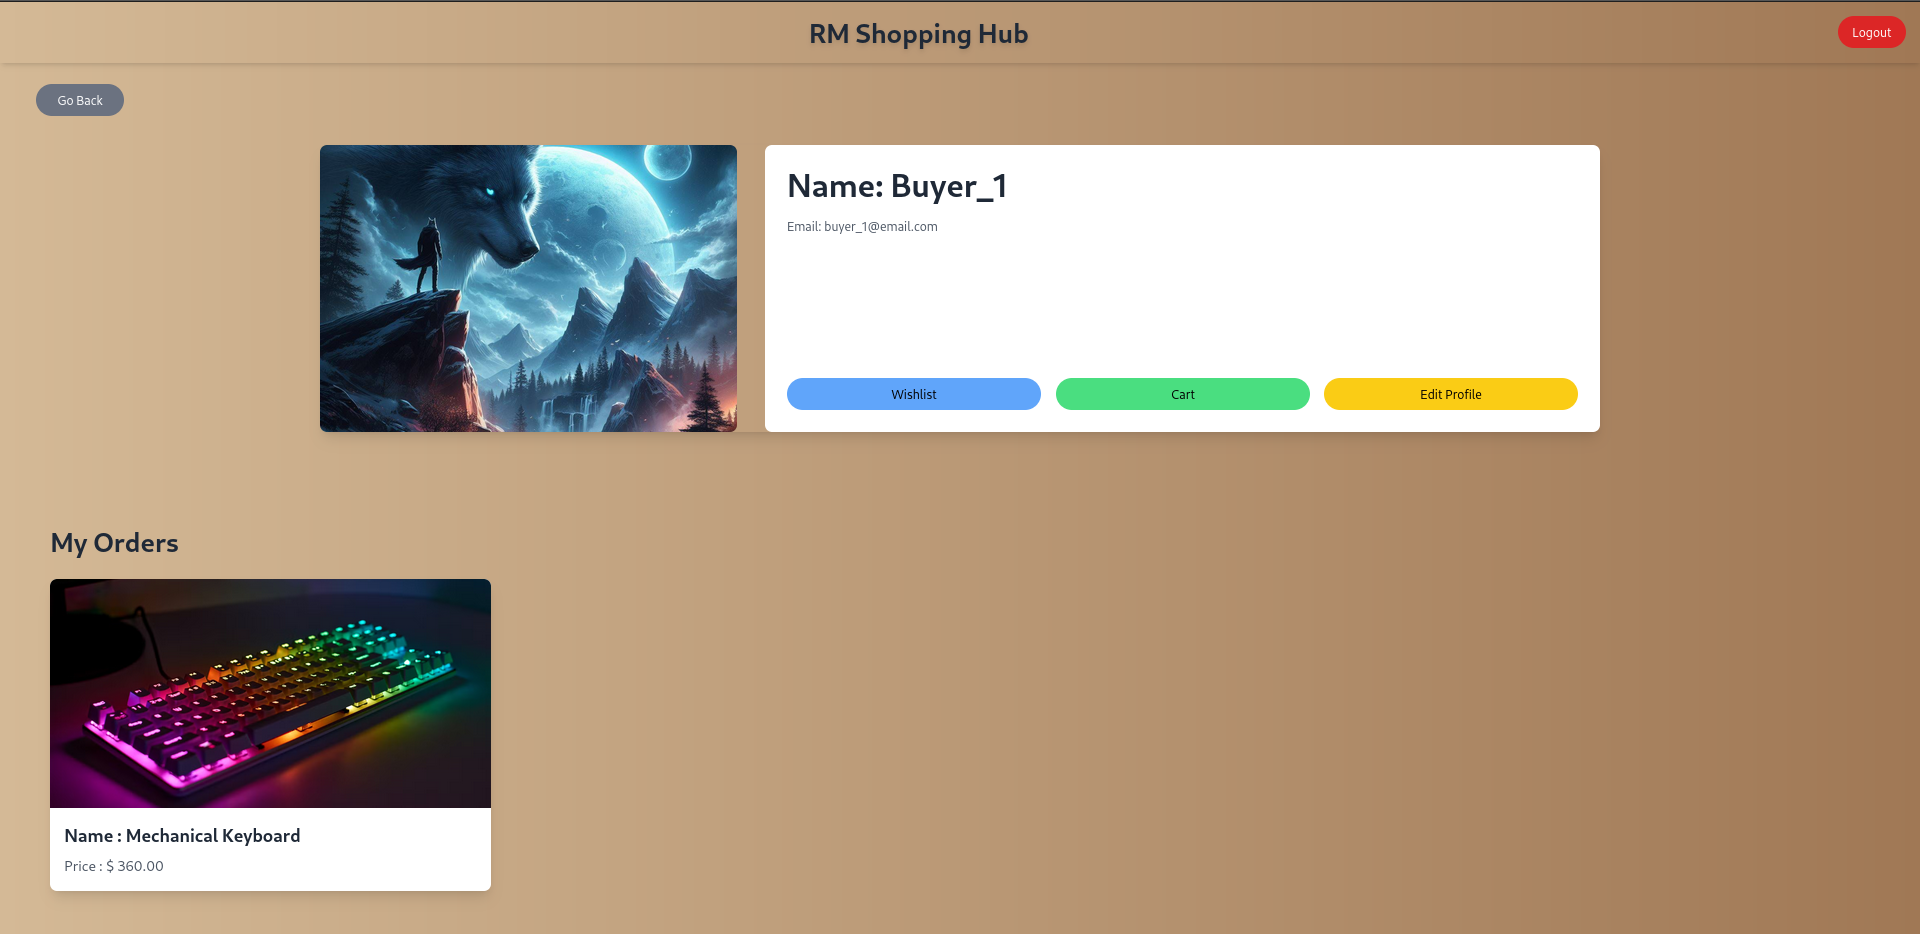 RM Shopping Hub
Logout
Go Back
Name: Buyer_1
Email: buyer_1@email.com
Wishlist
Cart
Edit Profile
My Orders
Name : Mechanical Keyboard
Price : $ 360.00